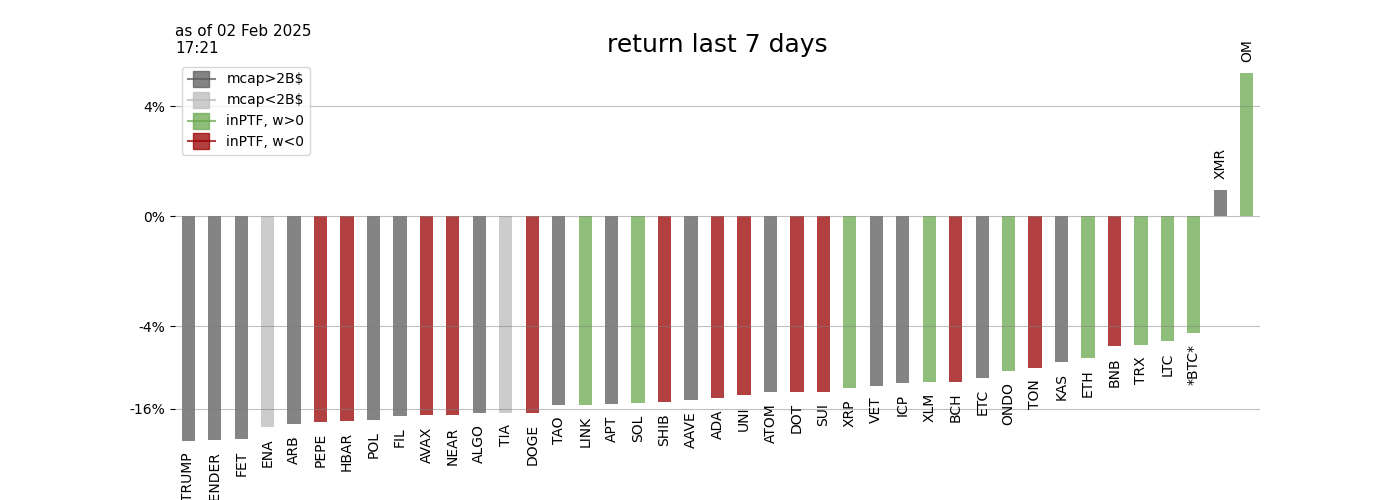 as of 02 Feb 2025
17:21
return last 7 days
mcap>2B$
mcap<2B$
inPTF, w>0
inPTF, w<0
4%
0%
-4%
-16%
TRUMP
ENDER
FET
ENA
ARB
PEPE
HBAR
POL
FIL
AVAX
NEAR
ALGO
TIA
DOGE
TAO
LINK
APT
SOL
SHIB
AAVE
ADA
UNI
ATOM
DOT
SUI
XRP
VET
ICP
XLM
BCH
ETC
ONDO
TON
KAS
ETH
BNB
TRX
LTC
*BTC*
XMR
OM